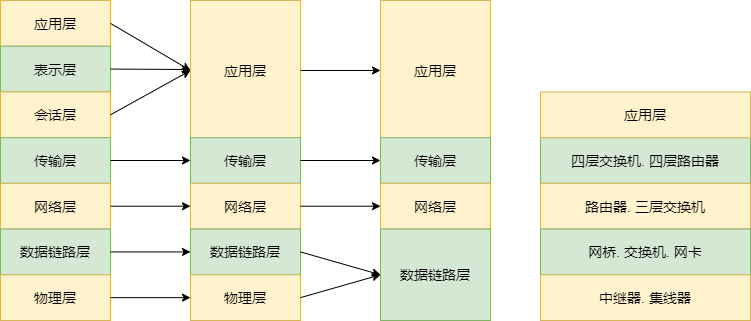 应用层
表示层
会话层
传输层
网络层
数据链路层
物理层
应用层
传输层
网络层
数据链路层
物理层
应用层
传输层
网络层
数据链路层
应用层
四层交换机. 四层路由器
路由器. 三层交换机
网桥. 交换机. 网卡
中继器. 集线器